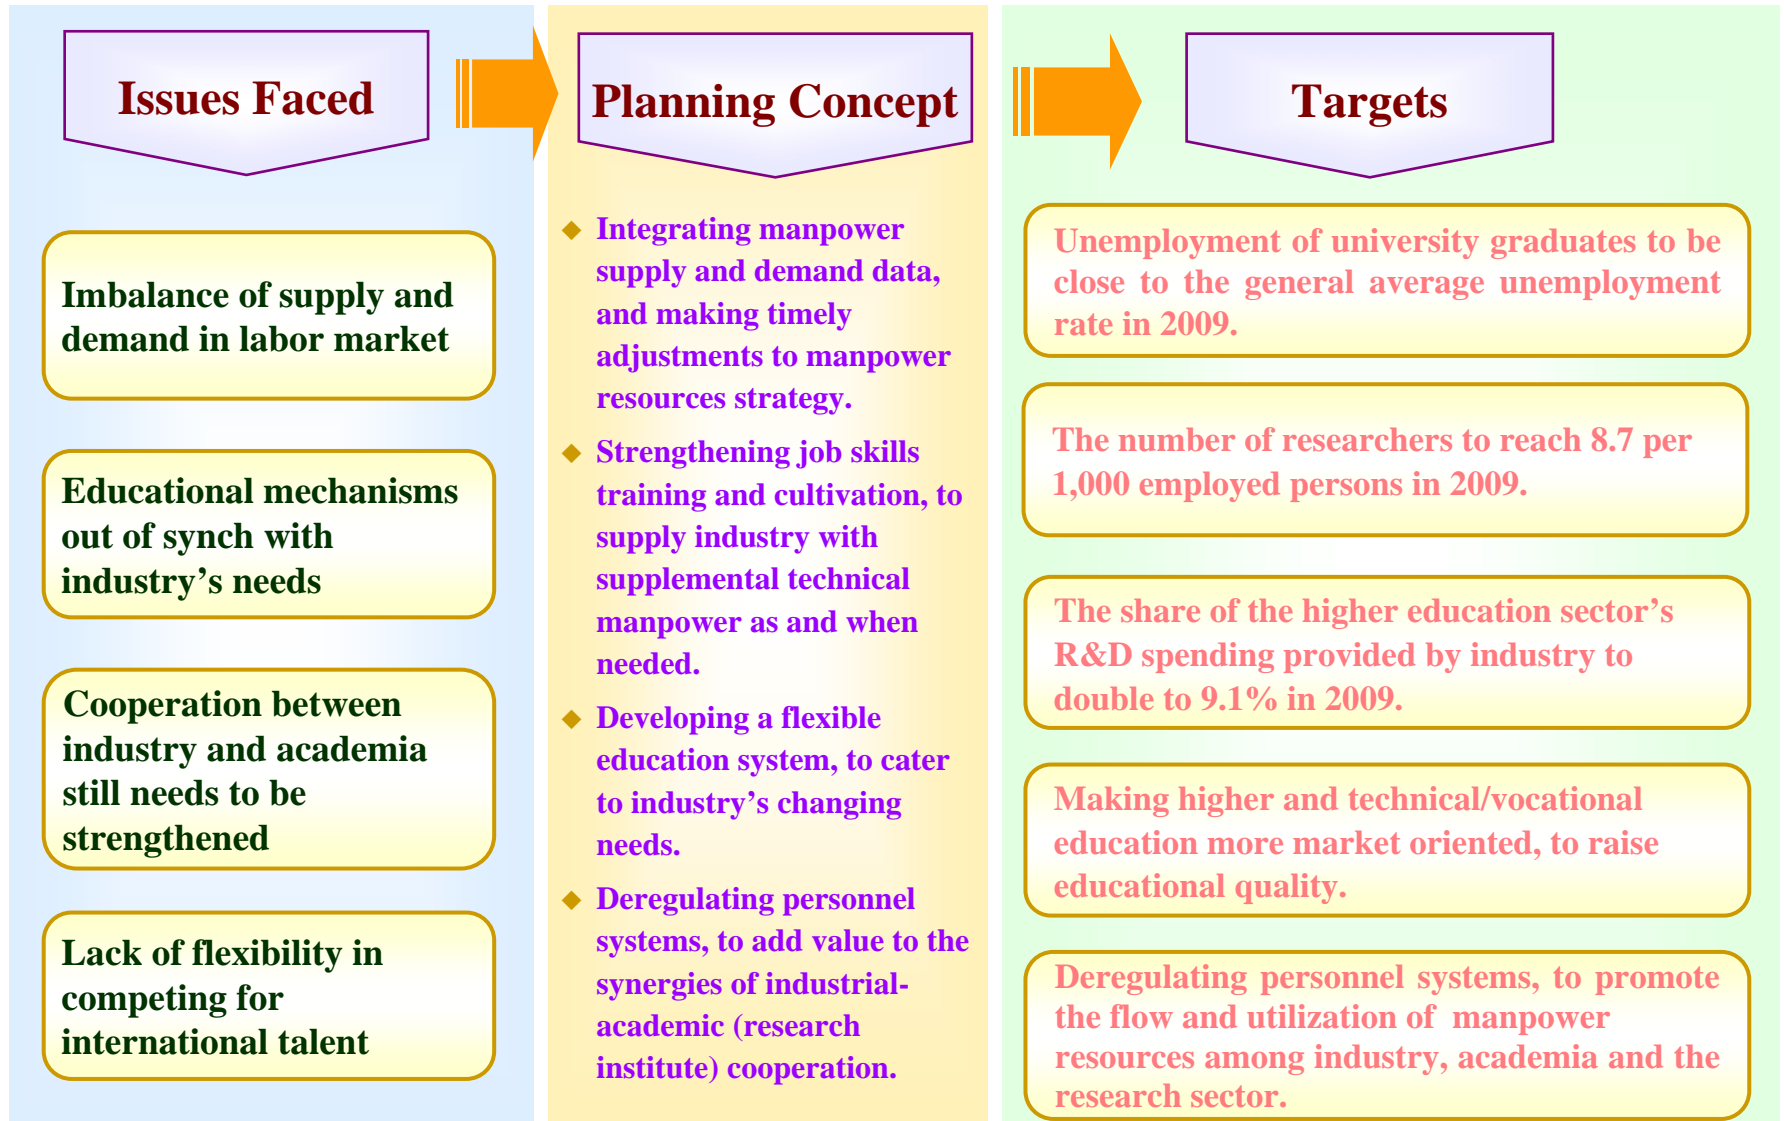 Issues Faced
Planning Concept
Targets
Imbalance of supply and
demand in labor market
Educational mechanisms
out of synch with
industry’s needs
Cooperation between
industry and academia
still needs to be
strengthened
Lack of flexibility in
competing for
international talent
Integrating manpower
supply and demand data,
and making timely
adjustments to manpower
resources strategy.
Strengthening job skills
training and cultivation, to
supply industry with
supplemental technical
manpower as and when
needed.
Developing a flexible
education system, to cater
to industry’s changing
needs.
Deregulating personnel
systems, to add value to the
synergies of industrial-
academic (research
institute) cooperation.
Unemployment of university graduates to be
close to the general average unemployment
rate in 2009.
The number of researchers to reach 8.7 per
1,000 employed persons in 2009.
The share of the higher education sector’s
R&D spending provided by industry to
double to 9.1% in 2009.
Making higher and technical/vocational
education more market oriented, to raise
educational quality.
Deregulating personnel systems, to promote
the flow and utilization of manpower
resources among industry, academia and the
research sector.